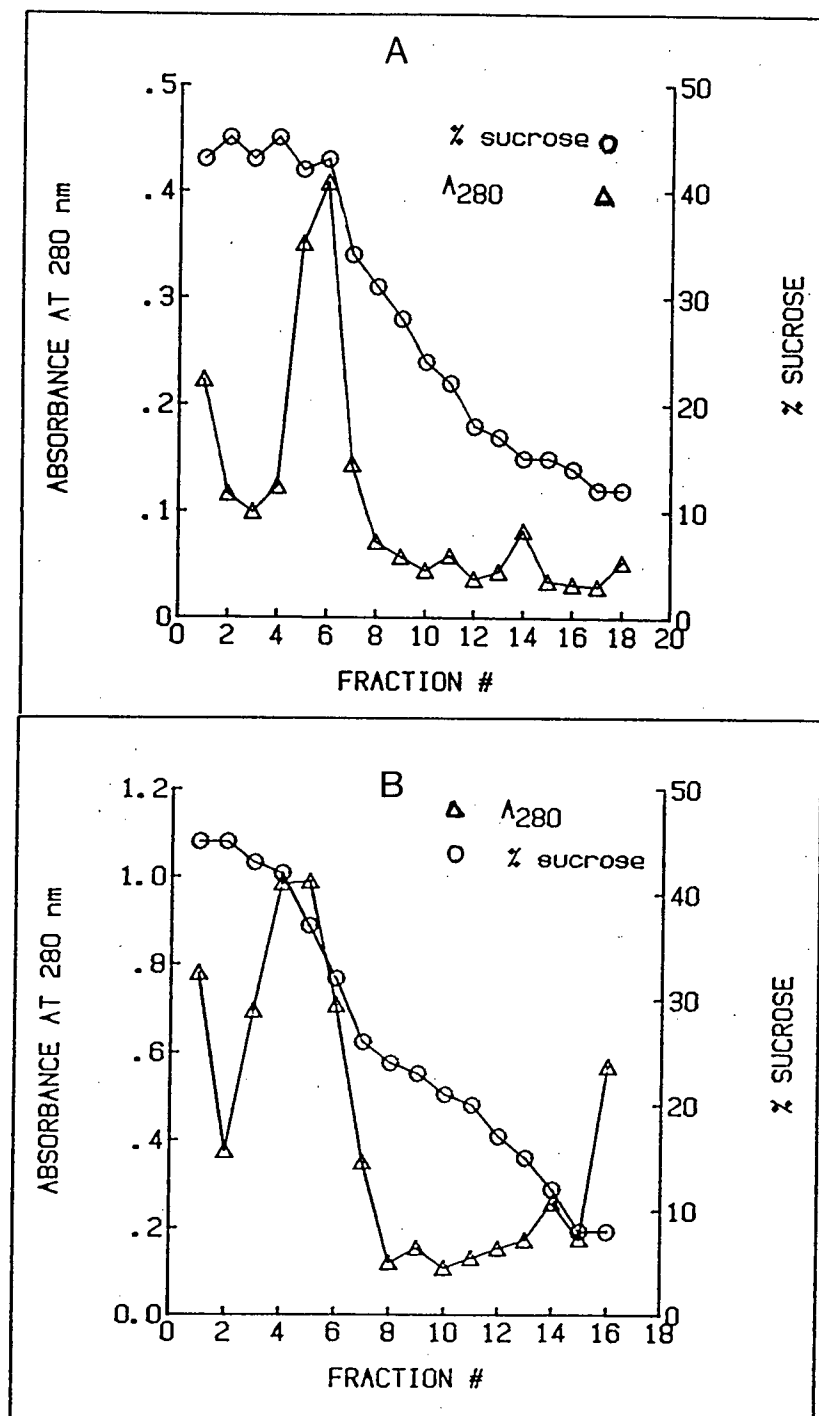 A
.5
.4
.3
.2
.1
0
50
40
30
20
10
0
% sucrose
Λ280
ABSORBANCE AT 280 nm
% SUCROSE
0 2 4 6 8 10 12 14 16 18 20
FRACTION #
B
1.2
1.0
.8
.6
.4
.2
0.0
50
40
30
20
10
0
Λ280
% sucrose
ABSORBANCE AT 280 nm
% SUCROSE
0 2 4 6 8 10 12 14 16 18
FRACTION #